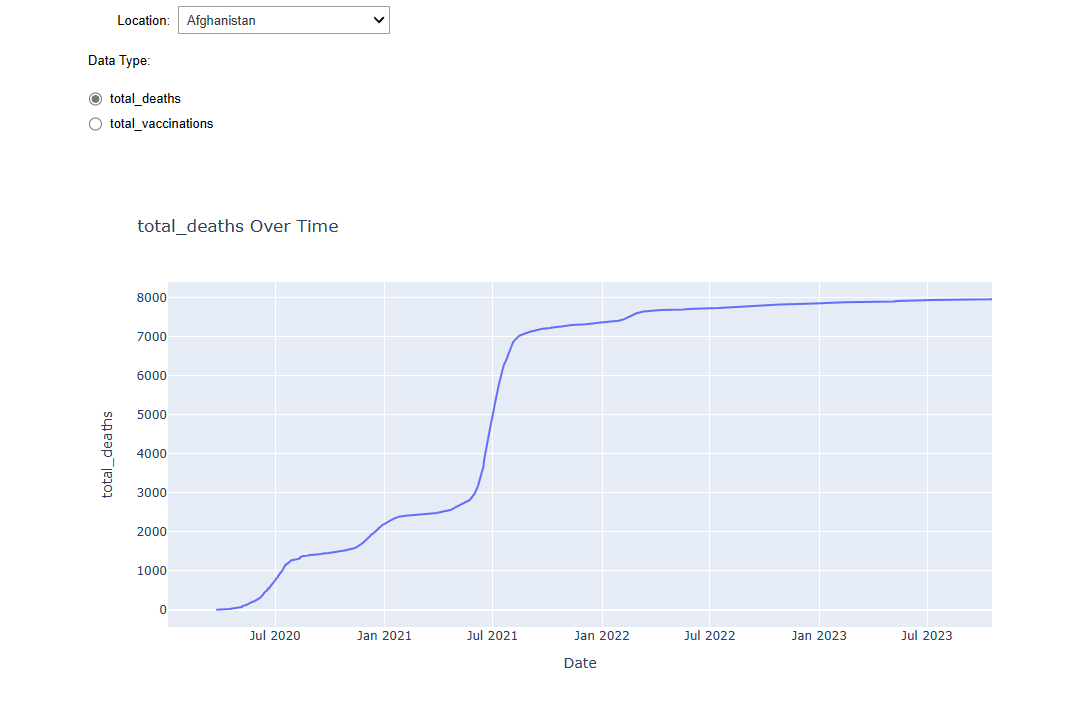 Location: Afghanistan
Data Type:
total_deaths
total_vaccinations
total_deaths Over Time
8000
7000
6000
5000
4000
3000
2000
1000
0
total_deaths
Jul 2020 Jan 2021 Jul 2021 Jan 2022 Jul 2022 Jan 2023 Jul 2023
Date